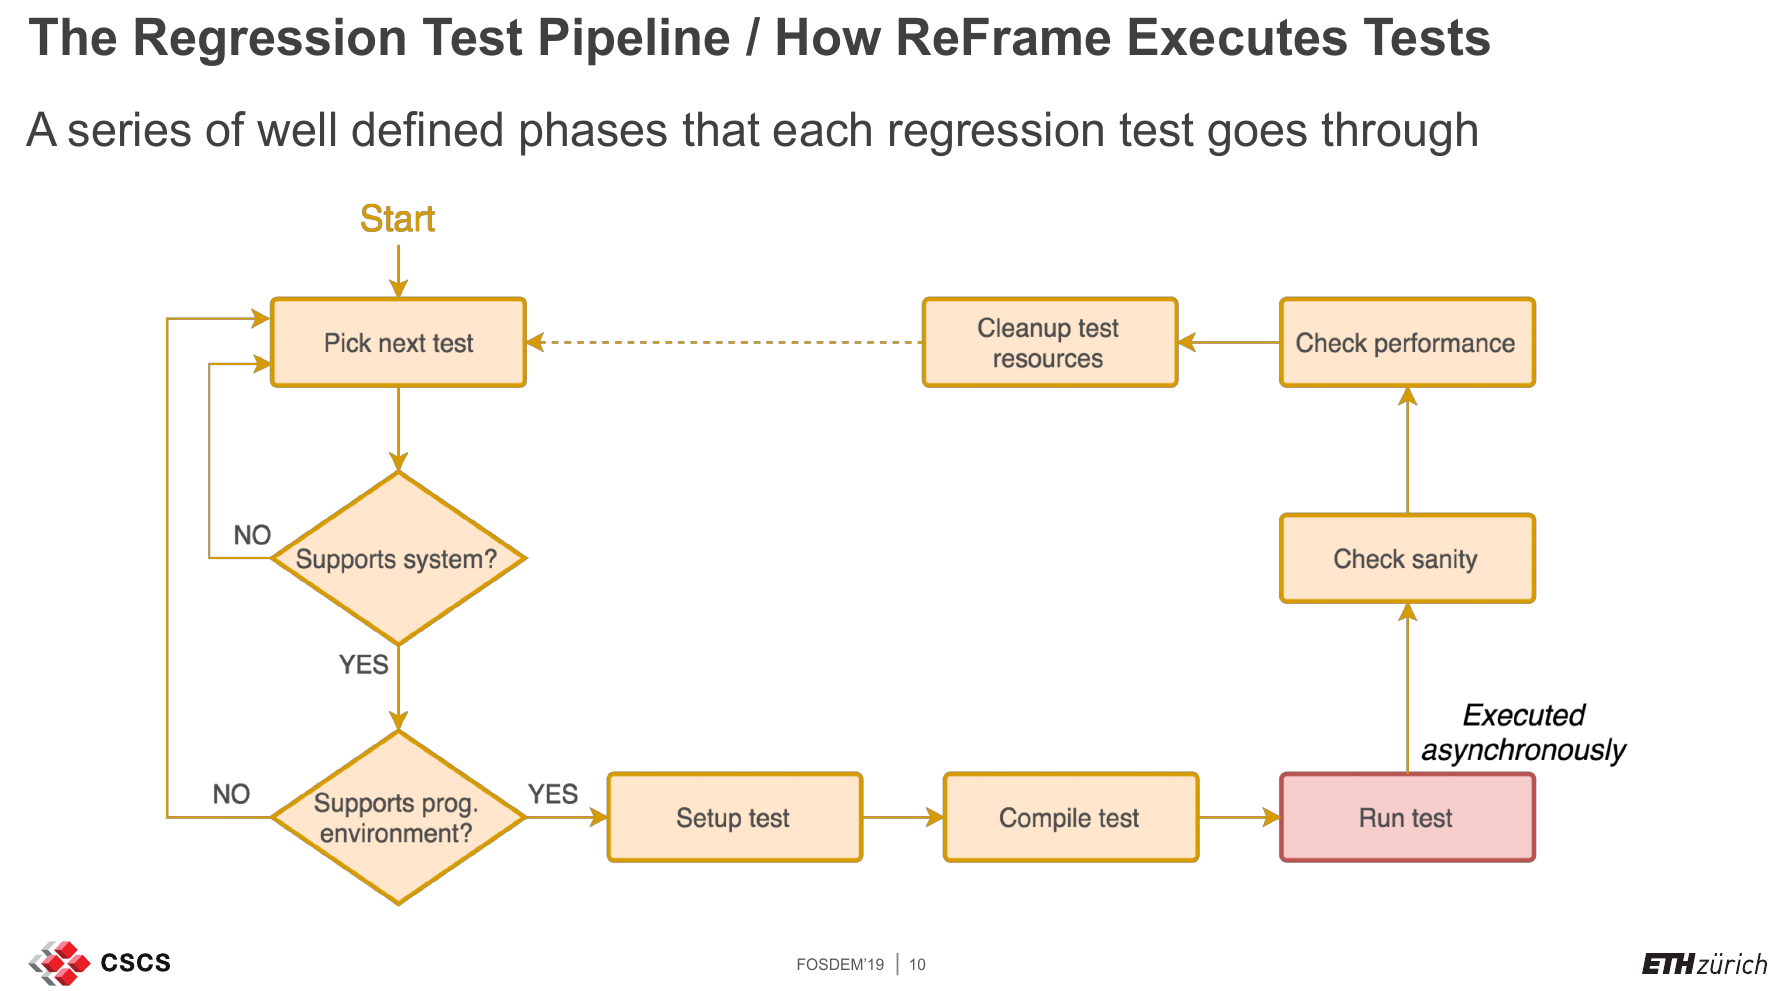 The Regression Test Pipeline / How ReFrame Executes Tests
A series of well defined phases that each regression test goes through
Start
Pick next test
Cleanup test
resources
Check performance
NO
Supports system?
Check sanity
YES
Executed
asynchronously
NO
Supports prog.
environment?
YES
Setup test
Compile test
Run test
CSCS
FOSDEM'19 | 10
ETH zürich